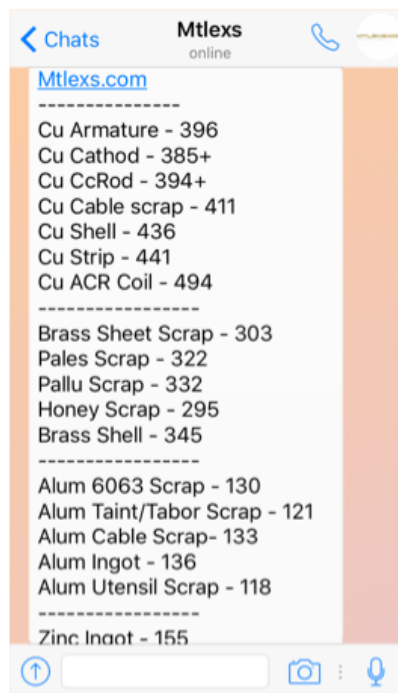 Chats
Mtlexs
online
Mtlexs.com
---------------
Cu Armature - 396
Cu Cathod - 385+
Cu CcRod - 394+
Cu Cable scrap - 411
Cu Shell - 436
Cu Strip - 441
Cu ACR Coil - 494
-----------------
Brass Sheet Scrap - 303
Pales Scrap - 322
Pallu Scrap - 332
Honey Scrap - 295
Brass Shell - 345
-----------------
Alum 6063 Scrap - 130
Alum Taint/Tabor Scrap - 121
Alum Cable Scrap- 133
Alum Ingot - 136
Alum Utensil Scrap - 118
-----------------
Zinc Ingot - 155